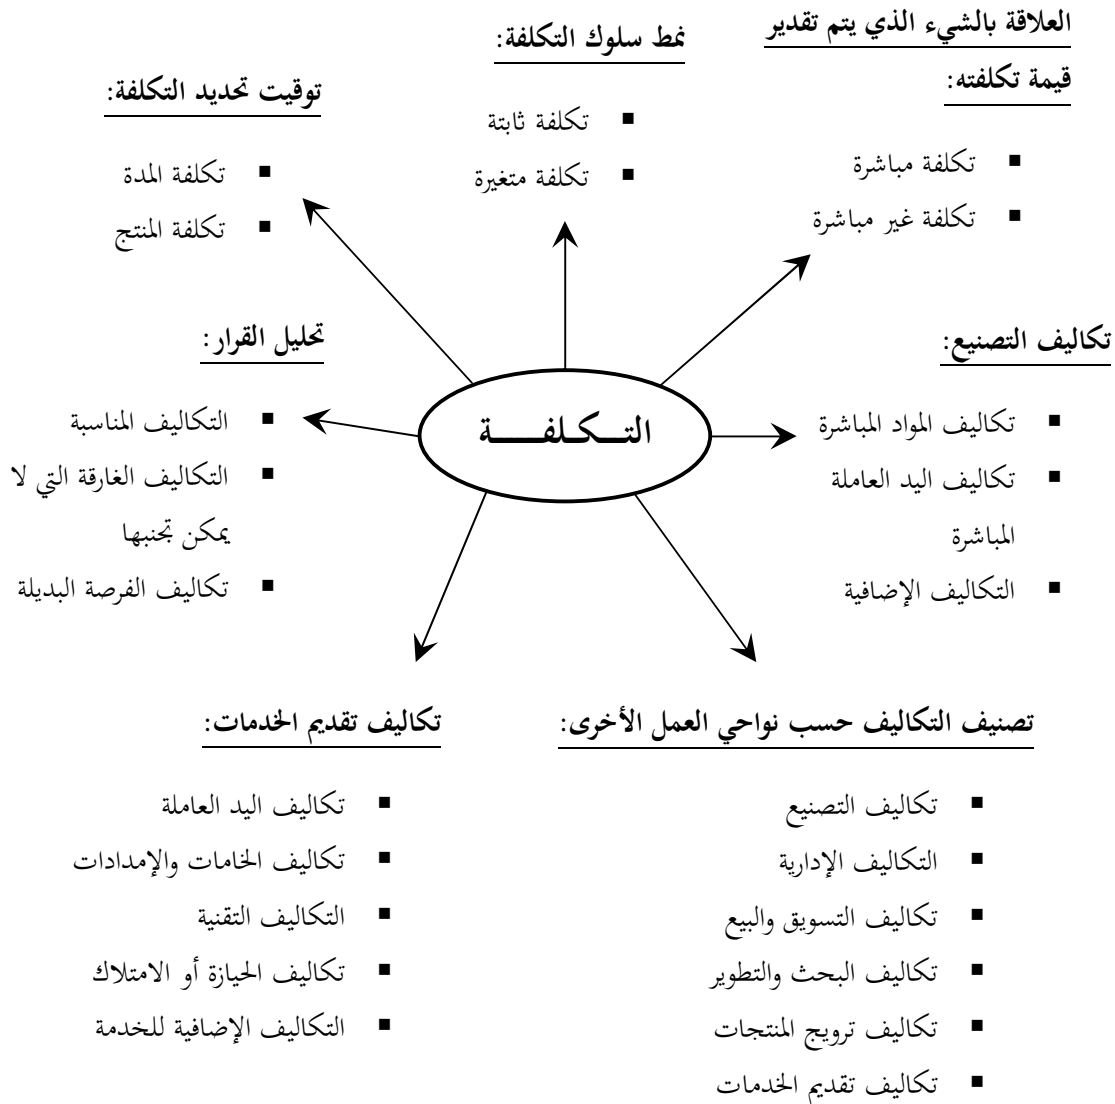 العلاقة بالشيء الذي يتم تقدير
قيمة تكلفته:
▪ تكلفة مباشرة
▪ تكلفة غير مباشرة
نمط سلوك التكلفة:
▪ تكلفة ثابتة
▪ تكلفة متغيرة
توقيت تحديد التكلفة:
▪ تكلفة المدة
▪ تكلفة المنتج
تكاليف التصنيع:
▪ تكاليف المواد المباشرة
▪ تكاليف اليد العاملة
المباشرة
▪ التكاليف الإضافية
التــكـلفـــــة
تحليل القرار:
▪ التكاليف المناسبة
▪ التكاليف الغارقة التي لا
يمكن تجنبها
▪ تكاليف الفرصة البديلة
تصنيف التكاليف حسب نواحي العمل الأخرى:
▪ تكاليف التصنيع
▪ التكاليف الإدارية
▪ تكاليف التسويق والبيع
▪ تكاليف البحث والتطوير
▪ تكاليف ترويج المنتجات
▪ تكاليف تقديم الخدمات
تكاليف تقديم الخدمات:
▪ تكاليف اليد العاملة
▪ تكاليف الخامات والإمدادات
▪ التكاليف التقنية
▪ تكاليف الحيازة أو الامتلاك
▪ التكاليف الإضافية للخدمة